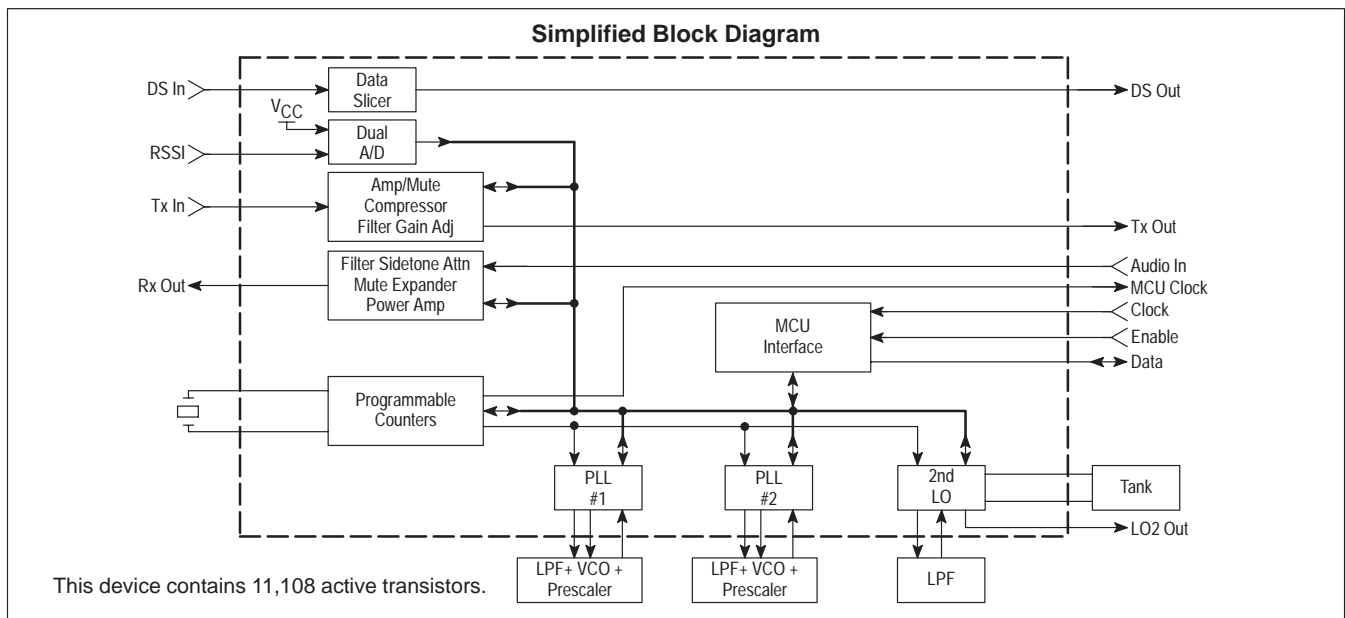 Simplified Block Diagram
DS In
Data
Slicer
DS Out
VCC
Dual
A/D
RSSI
Tx In
Amp/Mute
Compressor
Filter Gain Adj
Tx Out
Rx Out
Filter Sidetone Attn
Mute Expander
Power Amp
Audio In
MCU Clock
Clock
Enable
Data
MCU
Interface
Programmable
Counters
PLL
#1
PLL
#2
2nd
LO
Tank
LO2 Out
LPF+ VCO +
Prescaler
LPF+ VCO +
Prescaler
LPF
This device contains 11,108 active transistors.